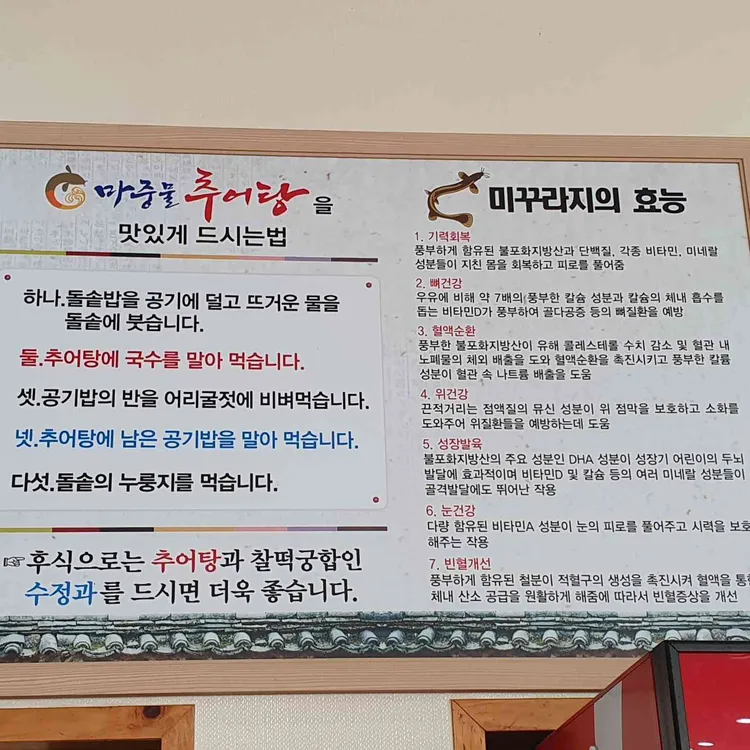 마중물 추어탕을
맛있게 드시는법
하나.돌솥밥을 공기에 덜고 뜨거운 물을
돌솥에 붓습니다.
둘.추어탕에 국수를 말아 먹습니다.
셋.공기밥의 반을 어리굴젓에 비벼먹습니다.
넷.추어탕에 남은 공기밥을 말아 먹습니다.
다섯.돌솥의 누룽지를 먹습니다.
☞후식으로는 추어탕과 찰떡궁합인
수정과를 드시면 더욱 좋습니다.
미꾸라지의 효능
1. 기력회복
풍부하게 함유된 불포화지방산과 단백질, 각종 비타민, 미네랄
성분들이 지친 몸을 회복하고 피로를 풀어줌
2. 뼈건강
우유에 비해 약 7배의(풍부한 칼슘 성분과 칼슘의 체내 흡수를
돕는 비타민D가 풍부하여 골다공증 등의 뼈질환을 예방
3. 혈액순환
풍부한 불포화지방산이 유해 콜레스테롤 수치 감소 및 혈관 내
노폐물의 체외 배출을 도와 혈액순환을 촉진시키고 풍부한 칼륨
성분이 혈관 속 나트륨 배출을 도움
4. 위건강
끈적거리는 점액질의 뮤신 성분이 위 점막을 보호하고 소화를
도와주어 위질환들을 예방하는데 도움
5. 성장발육
불포화지방산의 주요 성분인 DHA 성분이 성장기 어린이의 두뇌
발달에 효과적이며 비타민D 및 칼슘 등의 여러 미네랄 성분들이
골격발달에도 뛰어난 작용
6. 눈건강
다량 함유된 비타민A 성분이 눈의 피로를 풀어주고 시력을 보호
해주는 작용
7. 빈혈개선
풍부하게 함유된 철분이 적혈구의 생성을 촉진시켜 혈액을 통한
체내 산소 공급을 원활하게 해줌에 따라서 빈혈증상을 개선